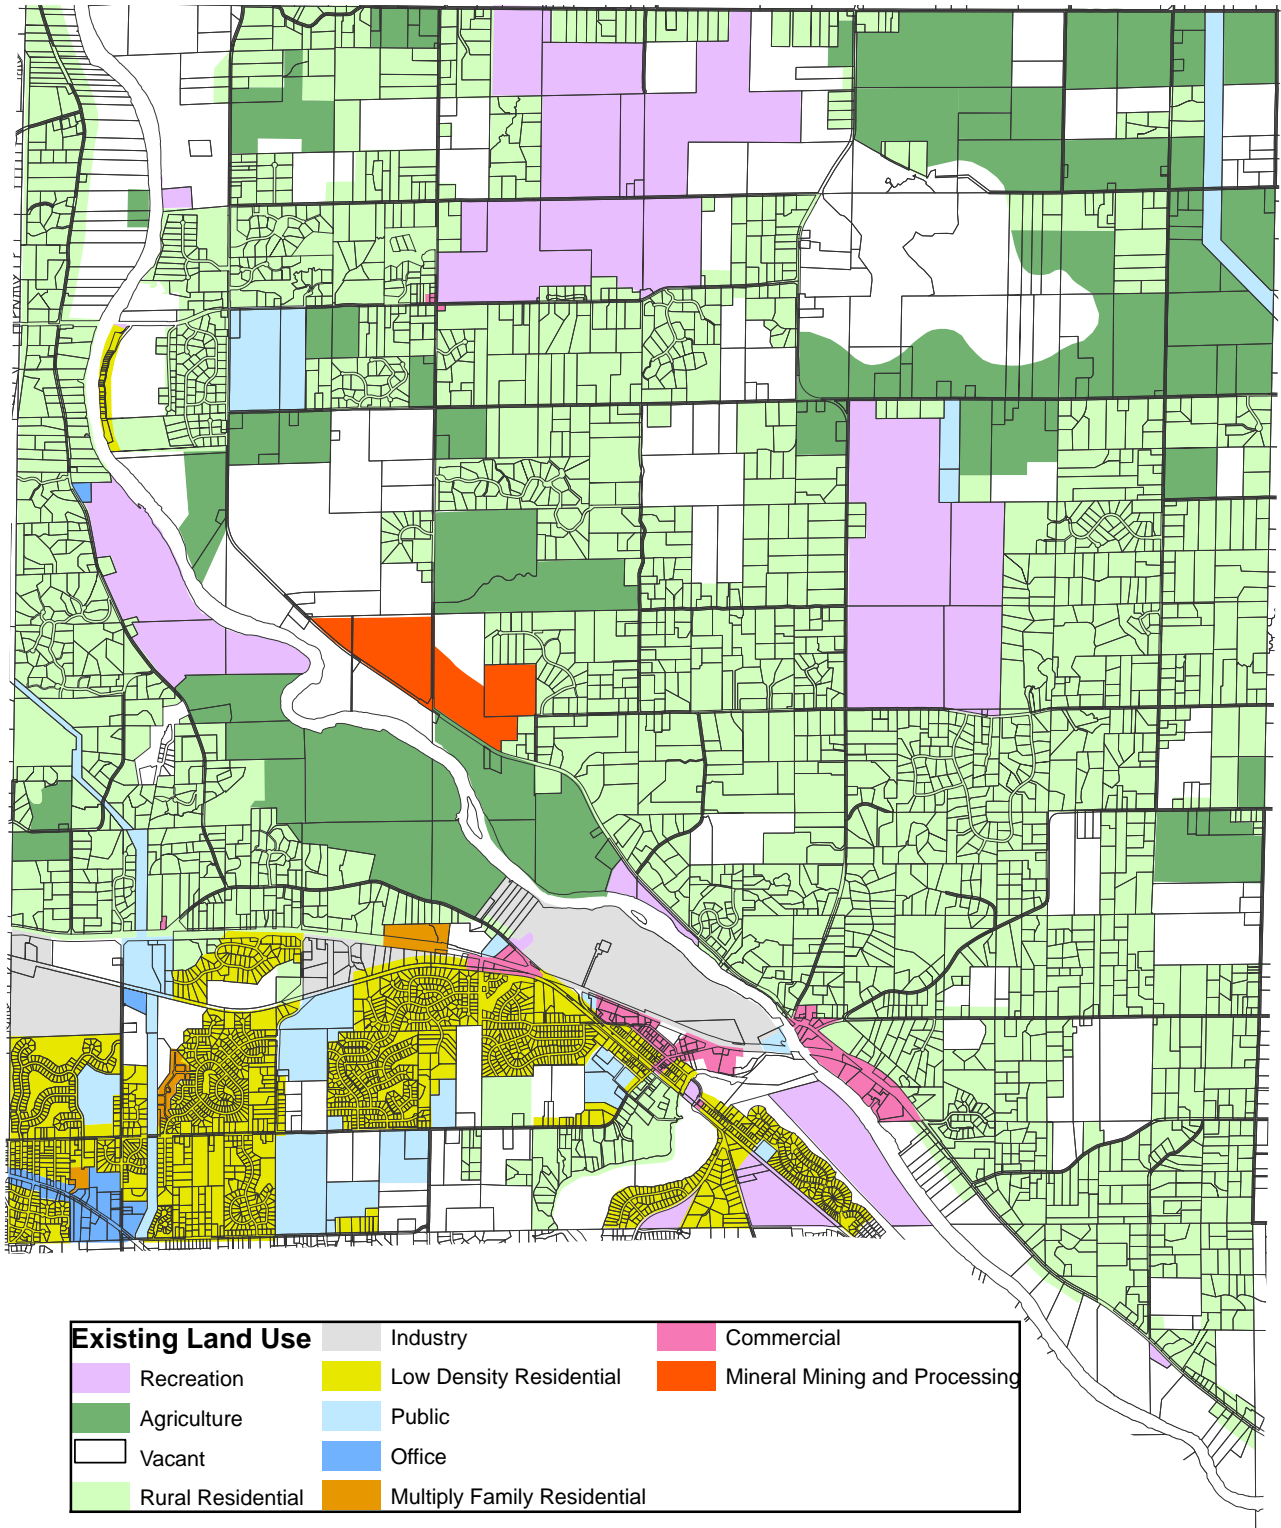 Existing Land Use
Recreation
Agriculture
Vacant
Rural Residential
Industry
Low Density Residential
Public
Office
Multiply Family Residential
Commercial
Mineral Mining and Processing